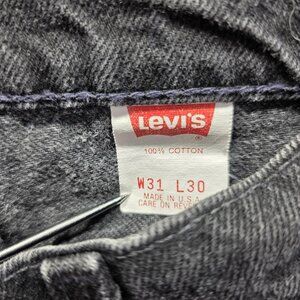 Levi's
100% COTTON
W31 L30
MADE IN U.S.A.
CARE ON REVERSE